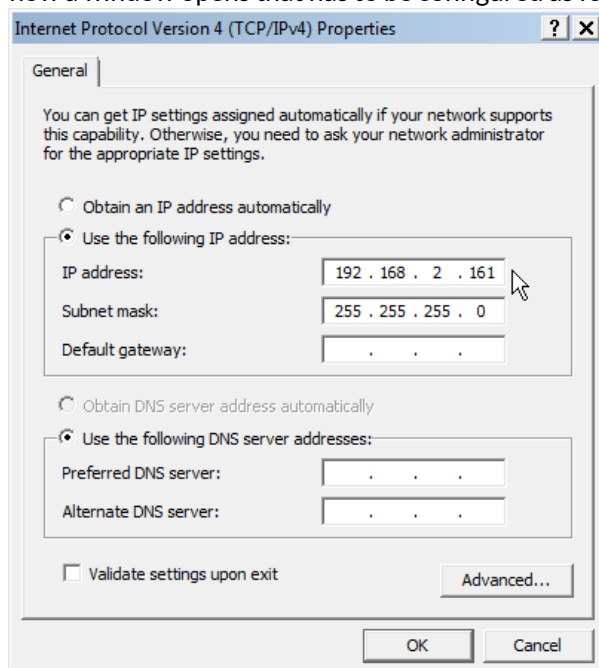 Internet Protocol Version 4 (TCP/IPv4) Properties ? X
General
You can get IP settings assigned automatically if your network supports
this capability. Otherwise, you need to ask your network administrator
for the appropriate IP settings.
Obtain an IP address automatically
Use the following IP address:
IP address: 192 . 168 . 2 . 161
Subnet mask: 255 . 255 . 255 . 0
Default gateway: . . .
Obtain DNS server address automatically
Use the following DNS server addresses:
Preferred DNS server: . . .
Alternate DNS server: . . .
Validate settings upon exit
Advanced...
OK Cancel